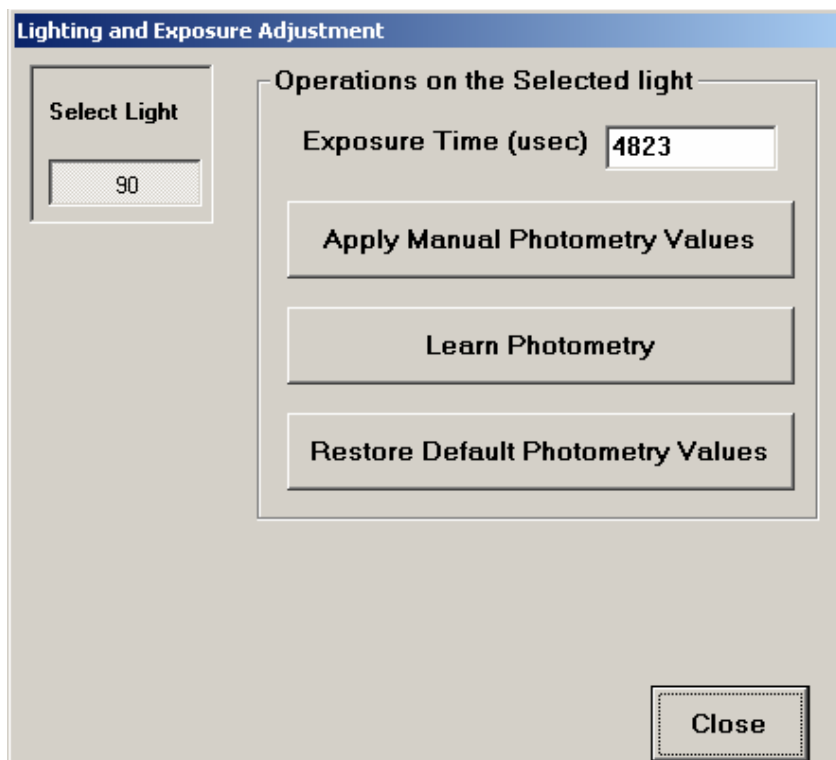 Lighting and Exposure Adjustment
Select Light
90
Operations on the Selected light
Exposure Time (usec) 4823
Apply Manual Photometry Values
Learn Photometry
Restore Default Photometry Values
Close